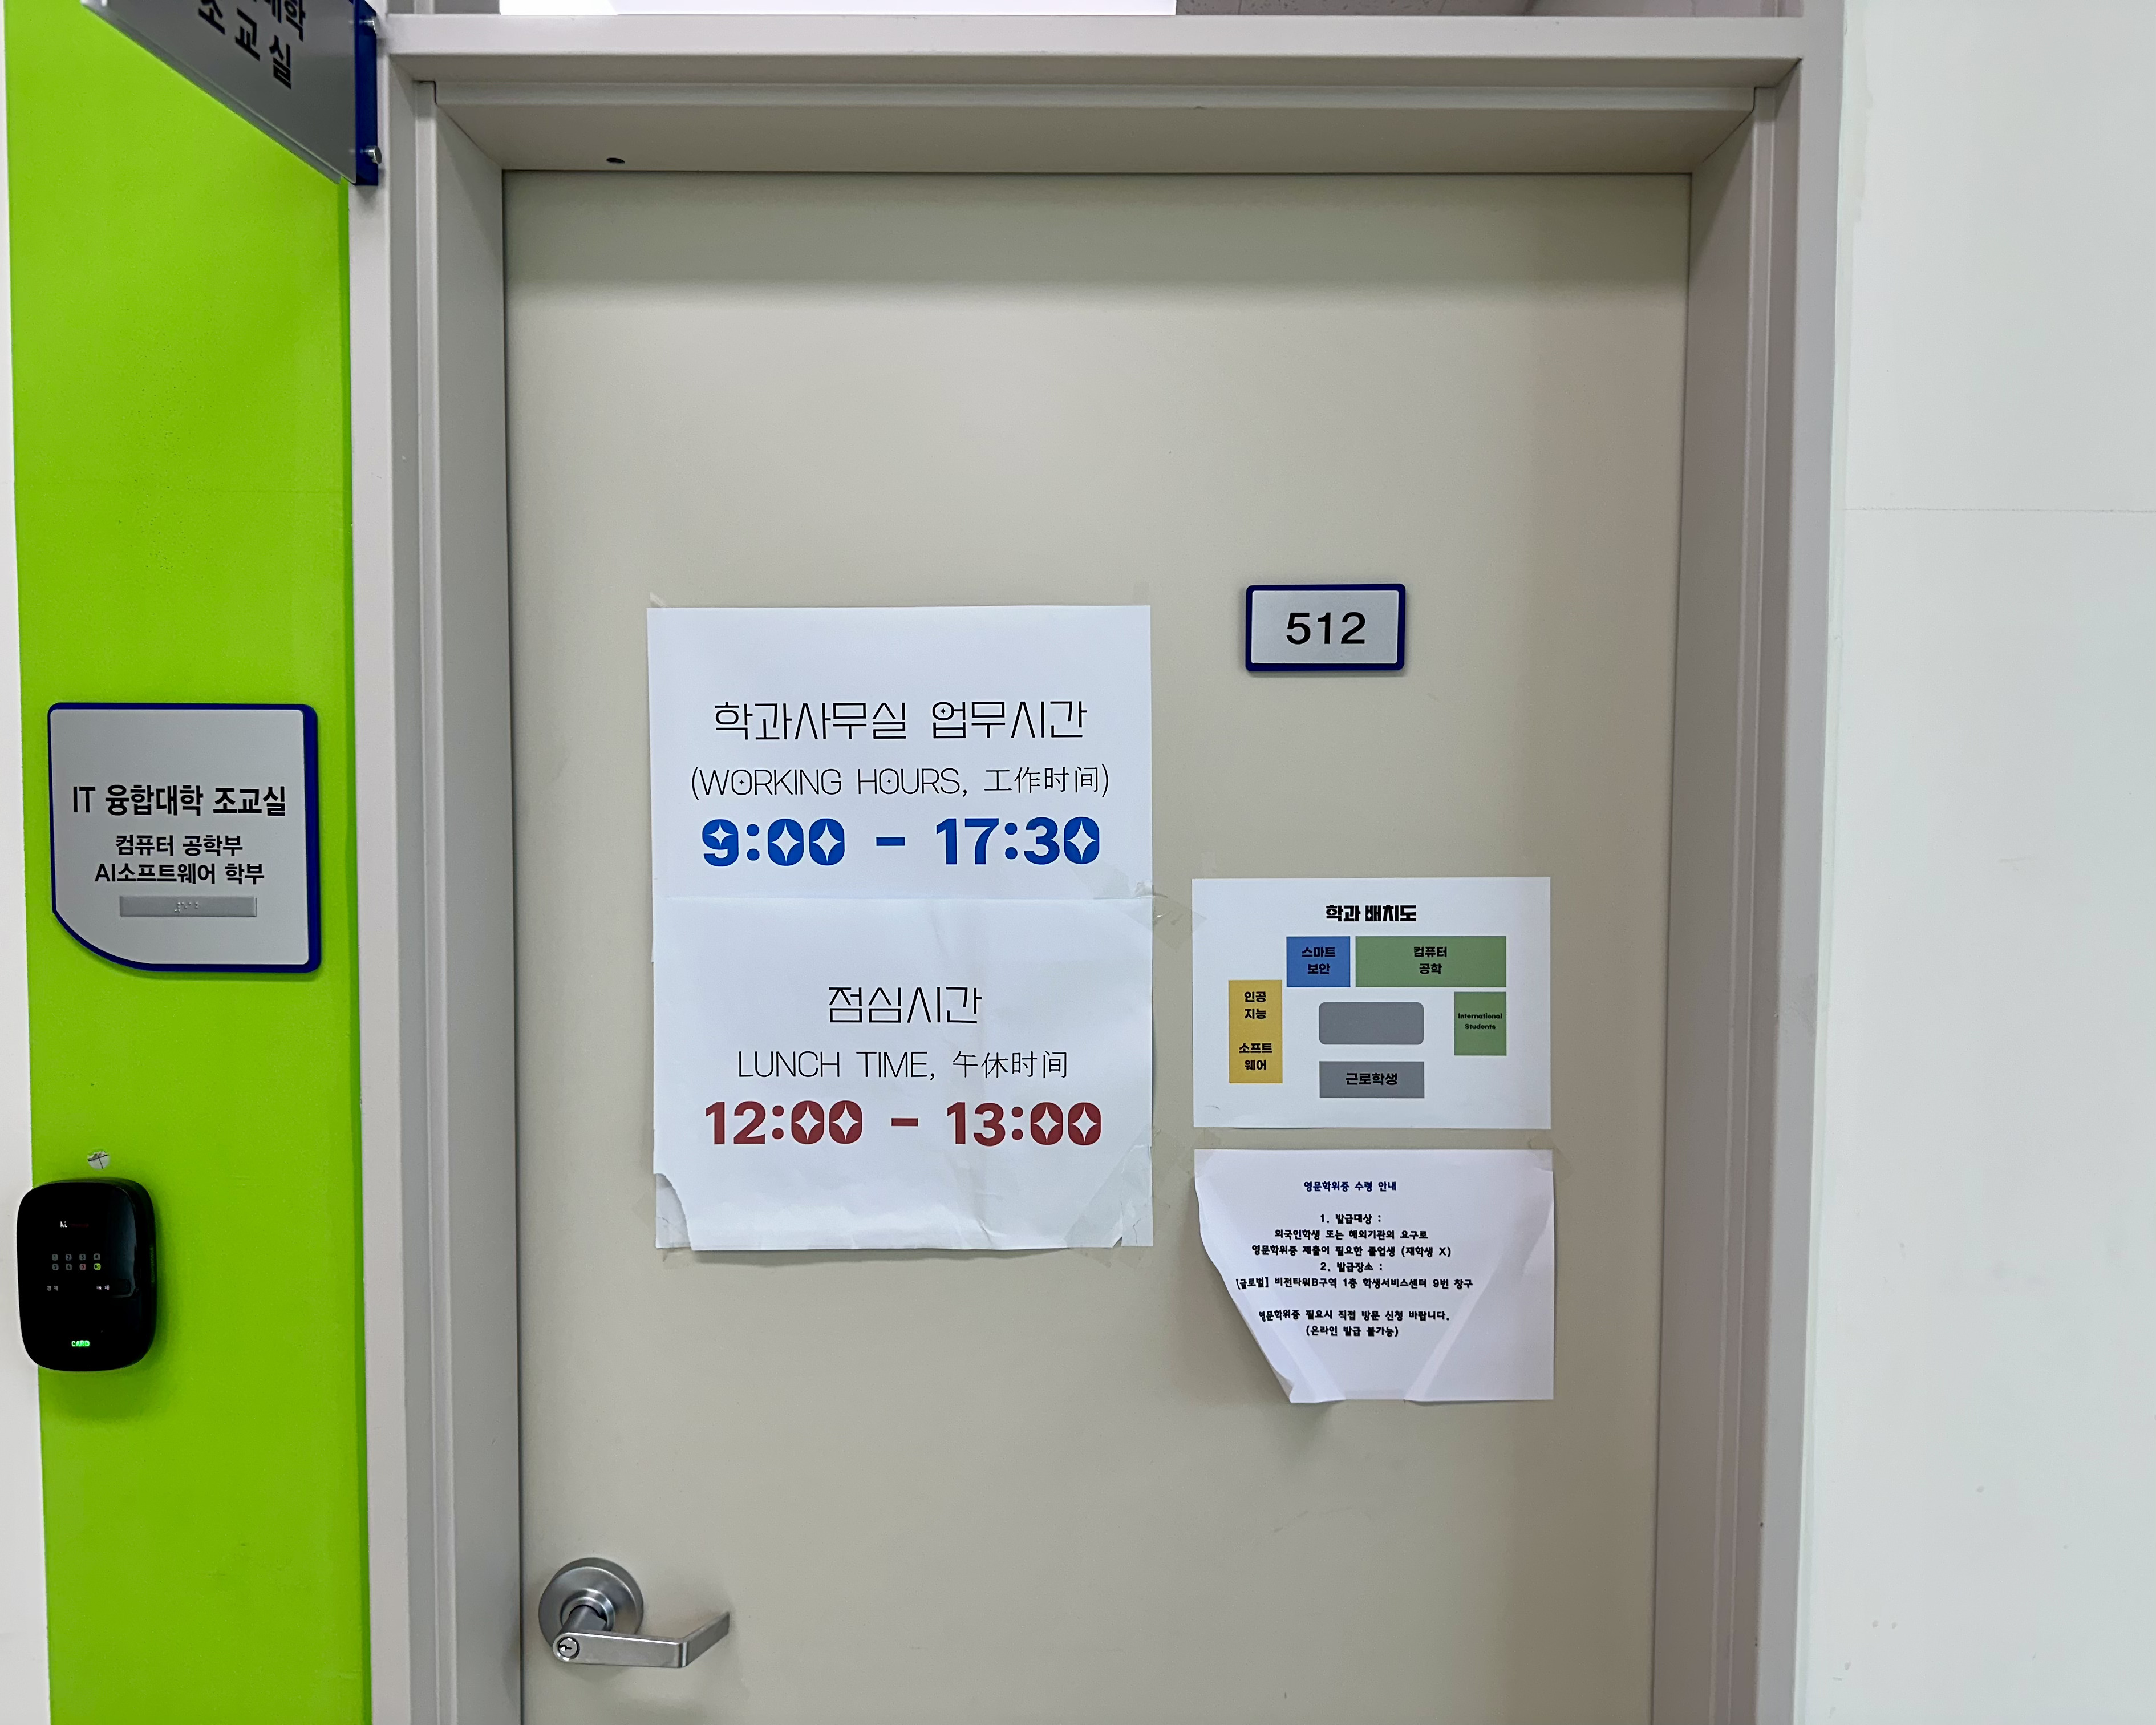 대학
조교실
IT 융합대학 조교실
컴퓨터 공학부
AI소프트웨어 학부
512
학과사무실 업무시간
(WORKING HOURS, 工作时间)
9:00 - 17:30
점심시간
LUNCH TIME, 午休时间
12:00 - 13:00
학과 배치도
스마트
보안
컴퓨터
공학
인공
지능
소프트
웨어
International
Students
근로학생
영문학위증 수령 안내
1. 발급대상 :
외국인학생 또는 해외기관의 요구로
영문학위증 제출이 필요한 졸업생 (재학생 X)
2. 발급장소 :
[글로벌] 비전타워B구역 1층 학생서비스센터 9번 창구
영문학위증 필요시 직접 방문 신청 바랍니다.
(온라인 발급 불가능)
kt
CARD